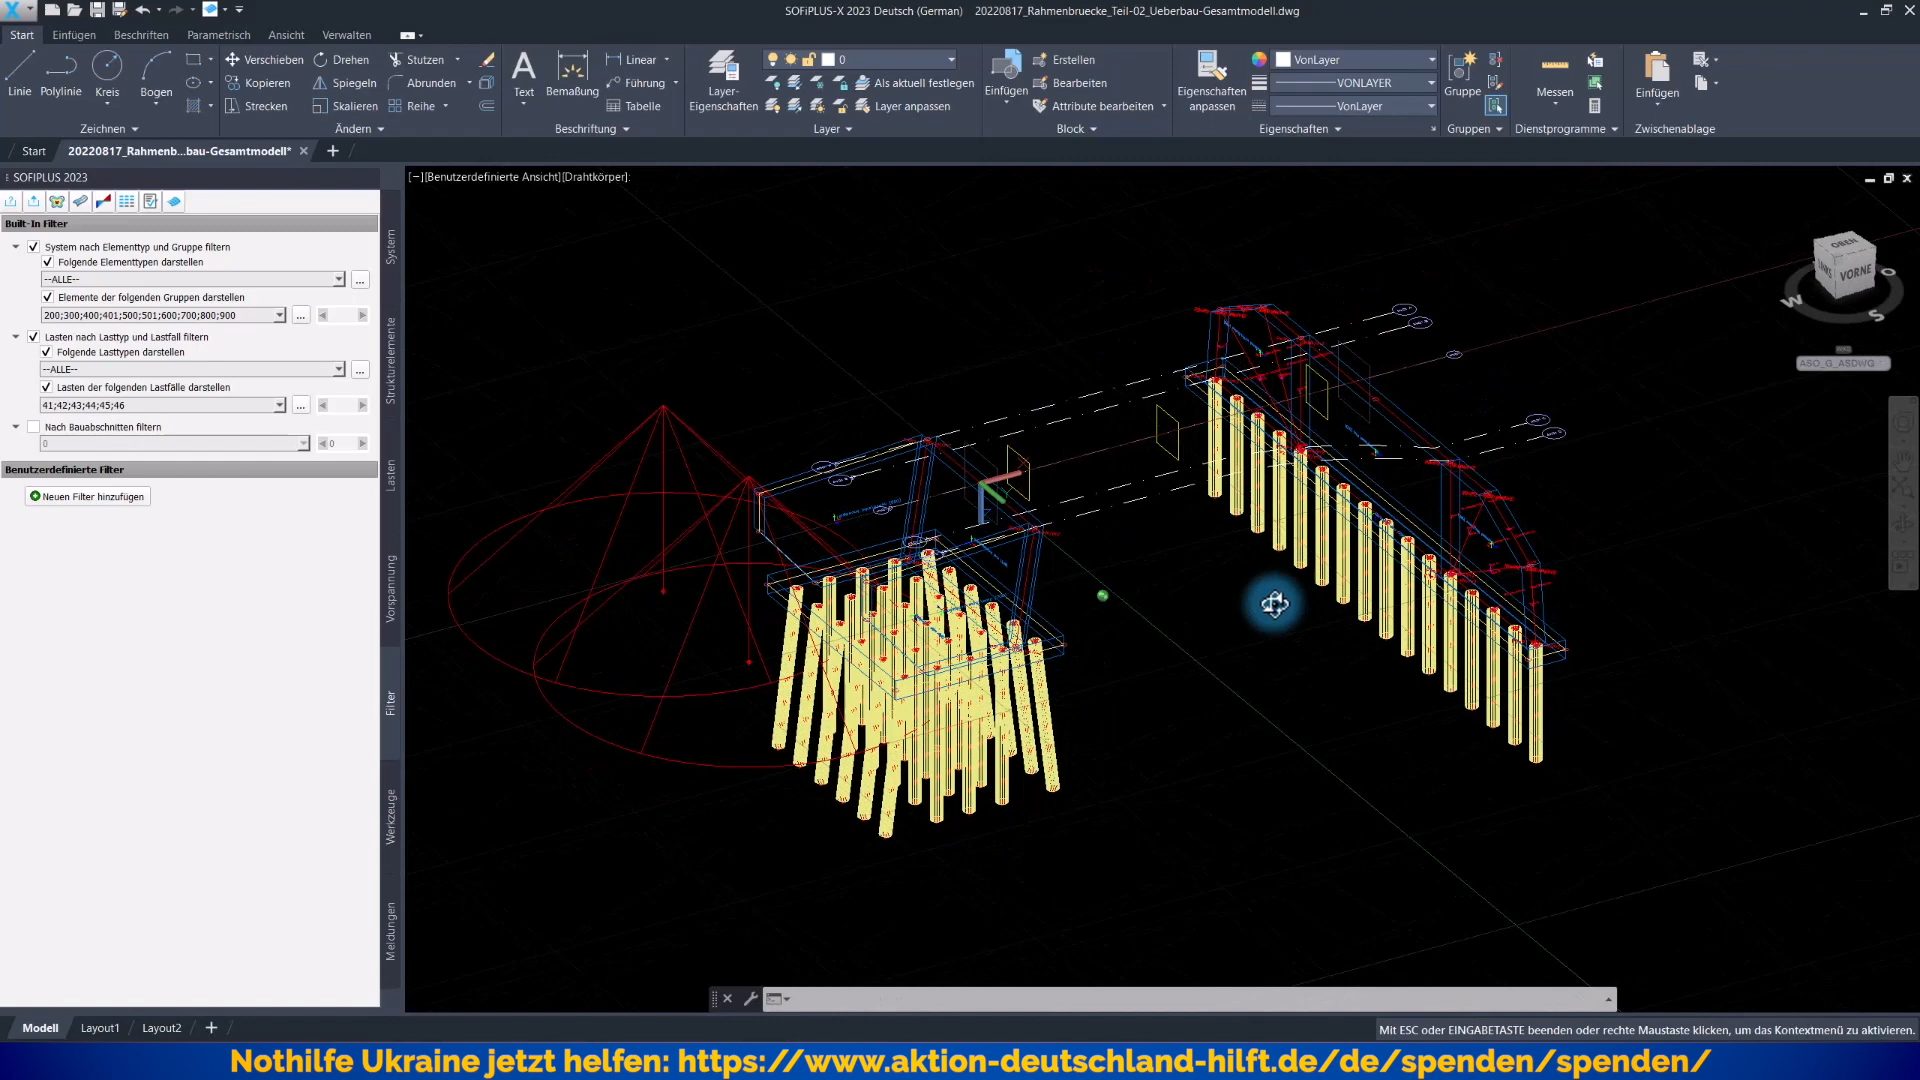 SOFiPLUS-X 2023 Deutsch (German) 20220817_Rahmenbruecke_Teil-02_Ueberbau-Gesamtmodell.dwg
Start Einfügen Beschriften Parametrisch Ansicht Verwalten
Linie Polylinie Kreis Bogen
Verschieben Drehen Stutzen
Kopieren Spiegeln Abrunden
Strecken Skalieren Reihe
Text Bemaßung
Linear
Führung
Tabelle
Layer-Eigenschaften
0
Als aktuell festlegen
Layer anpassen
Einfügen
Erstellen
Bearbeiten
Attribute bearbeiten
Eigenschaften anpassen
VonLayer
VONLAYER
VonLayer
Gruppe
Messen
Einfügen
Zeichnen Ändern Beschriftung Layer Block Eigenschaften Gruppen Dienstprogramme Zwischenablage
Start 20220817_Rahmenb...bau-Gesamtmodell*
SOFiPLUS 2023
[−][Benutzerdefinierte Ansicht][Drahtkörper]:
Built-In Filter
System nach Elementtyp und Gruppe filtern
Folgende Elementtypen darstellen
--ALLE--
...
Elemente der folgenden Gruppen darstellen
200;300;400;401;500;501;600;700;800;900
...
Lasten nach Lasttyp und Lastfall filtern
Folgende Lasttypen darstellen
--ALLE--
...
Lasten der folgenden Lastfälle darstellen
41;42;43;44;45;46
...
Nach Bauabschnitten filtern
0
0
Benutzerdefinierte Filter
Neuen Filter hinzufügen
System
Strukturelemente
Lasten
Vorspannung
Filter
Werkzeuge
Meldungen
OBEN
LINKS
VORNE
W
S
ASO_G_ASDWG
Modell Layout1 Layout2
Mit ESC oder EINGABETASTE beenden oder rechte Maustaste klicken, um das Kontextmenü zu aktivieren.
Nothilfe Ukraine jetzt helfen: https://www.aktion-deutschland-hilft.de/de/spenden/spenden/